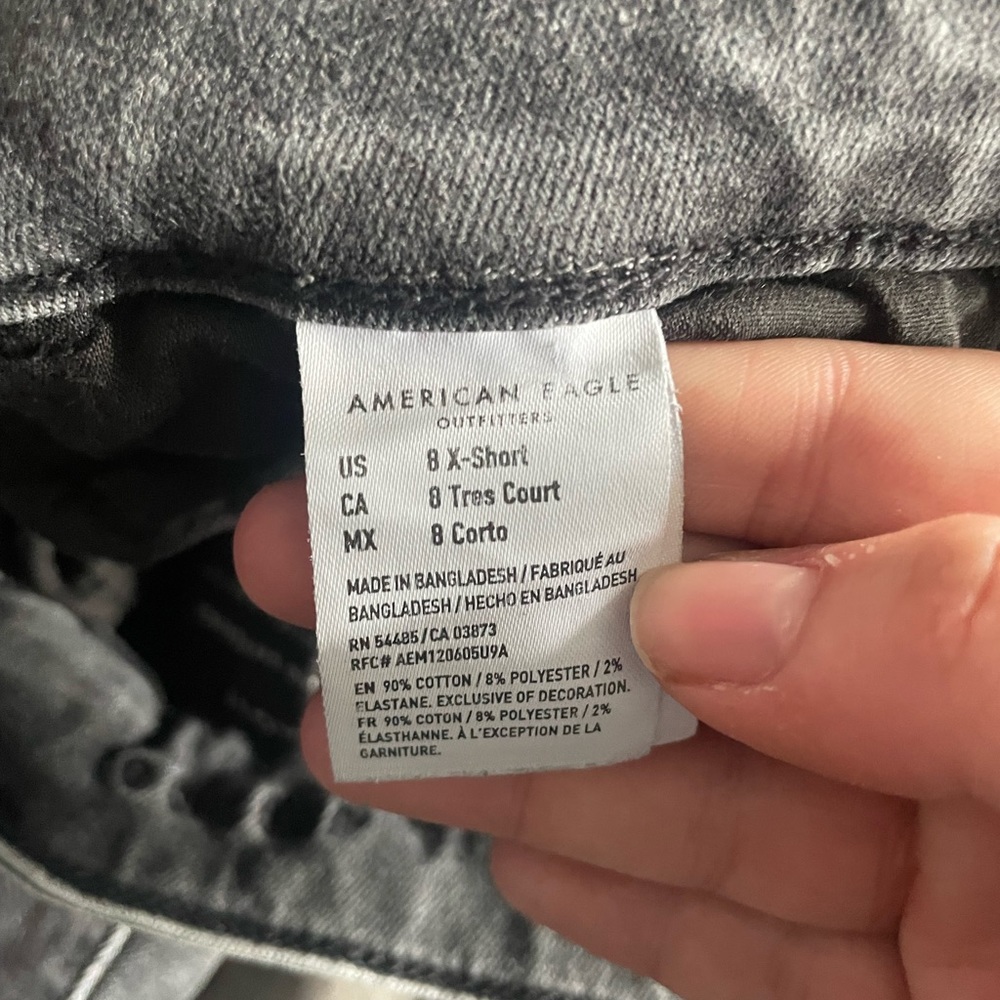 AMERICAN EAGLE
OUTFITTERS
US 8 X-Short
CA 8 Tres Court
MX 8 Corto
MADE IN BANGLADESH / FABRIQUÉ AU
BANGLADESH / HECHO EN BANGLADESH
RN 54485 / CA 03873
RFC# AEM120605U9A
EN 90% COTTON / 8% POLYESTER / 2%
ELASTANE. EXCLUSIVE OF DECORATION.
FR 90% COTON / 8% POLYESTER / 2%
ÉLASTHANNE. À L'EXCEPTION DE LA
GARNITURE.